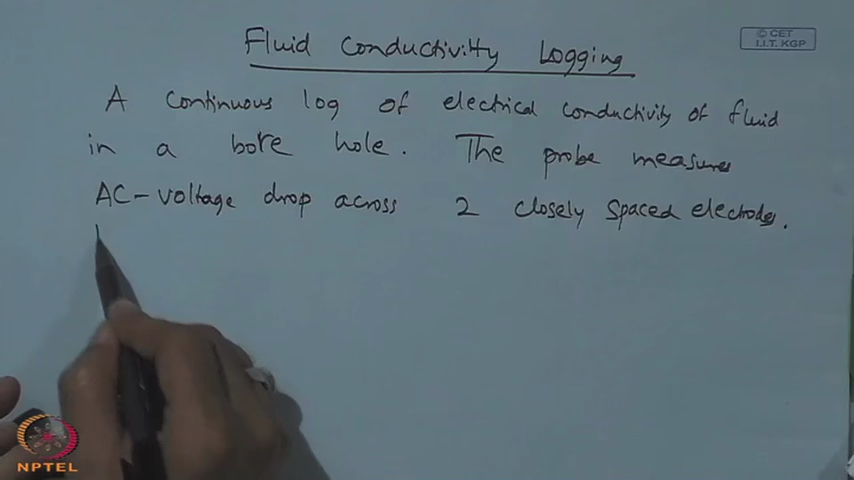 Fluid Conductivity Logging
© CET
I.I.T. KGP
A continuous log of electrical conductivity of fluid
in a bore hole. The probe measures
AC-voltage drop across 2 closely spaced electrodes.
NPTEL